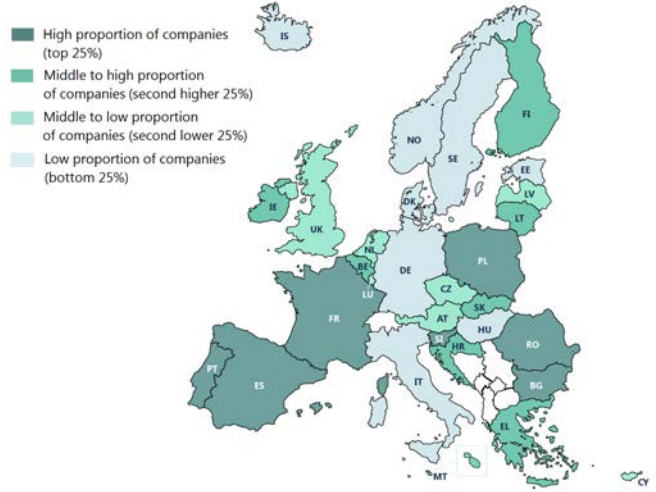 High proportion of companies
(top 25%)
Middle to high proportion
of companies (second higher 25%)
Middle to low proportion
of companies (second lower 25%)
Low proportion of companies
(bottom 25%)
IS
FI
NO
SE
EE
LV
DK
LT
IE
UK
NL
BE
DE
PL
LU
CZ
SK
FR
AT
HU
SI
HR
RO
PT
ES
IT
BG
EL
MT
CY